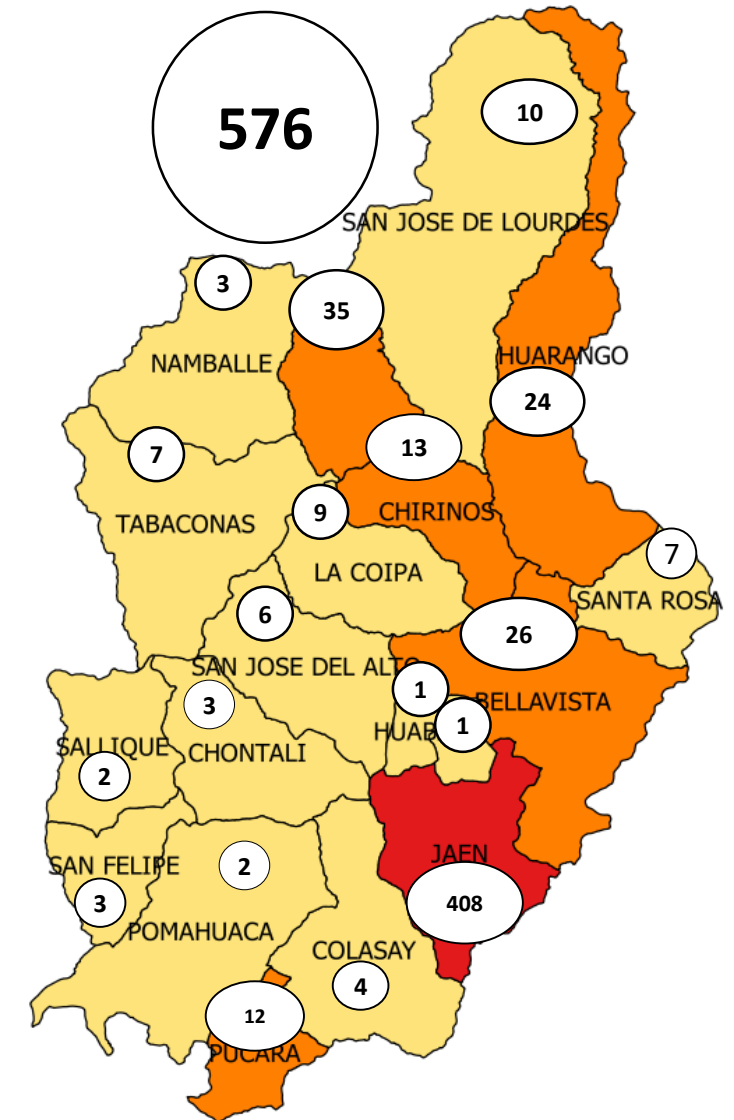 576
10
SAN JOSE DE LOURDES
3
35
NAMBALLE
HUARANGO
24
13
7
9
CHIRINOS
TABACONAS
7
LA COIPA
SANTA ROSA
6
26
SAN JOSE DEL ALTO
1
BELLAVISTA
3
1
HUAB
SALLIQUE
CHONTALI
2
JAEN
SAN FELIPE
2
408
3
POMAHUACA
COLASAY
4
12
PUCARA